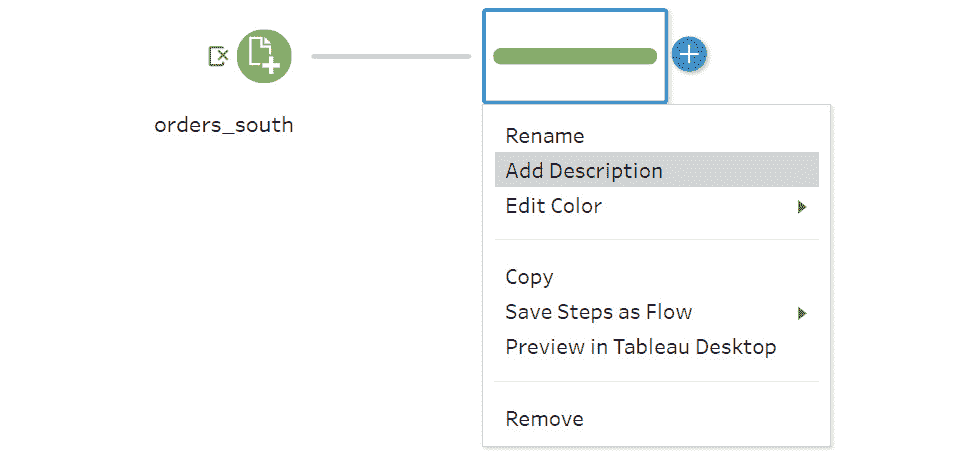 orders_south
Rename
Add Description
Edit Color
Copy
Save Steps as Flow
Preview in Tableau Desktop
Remove